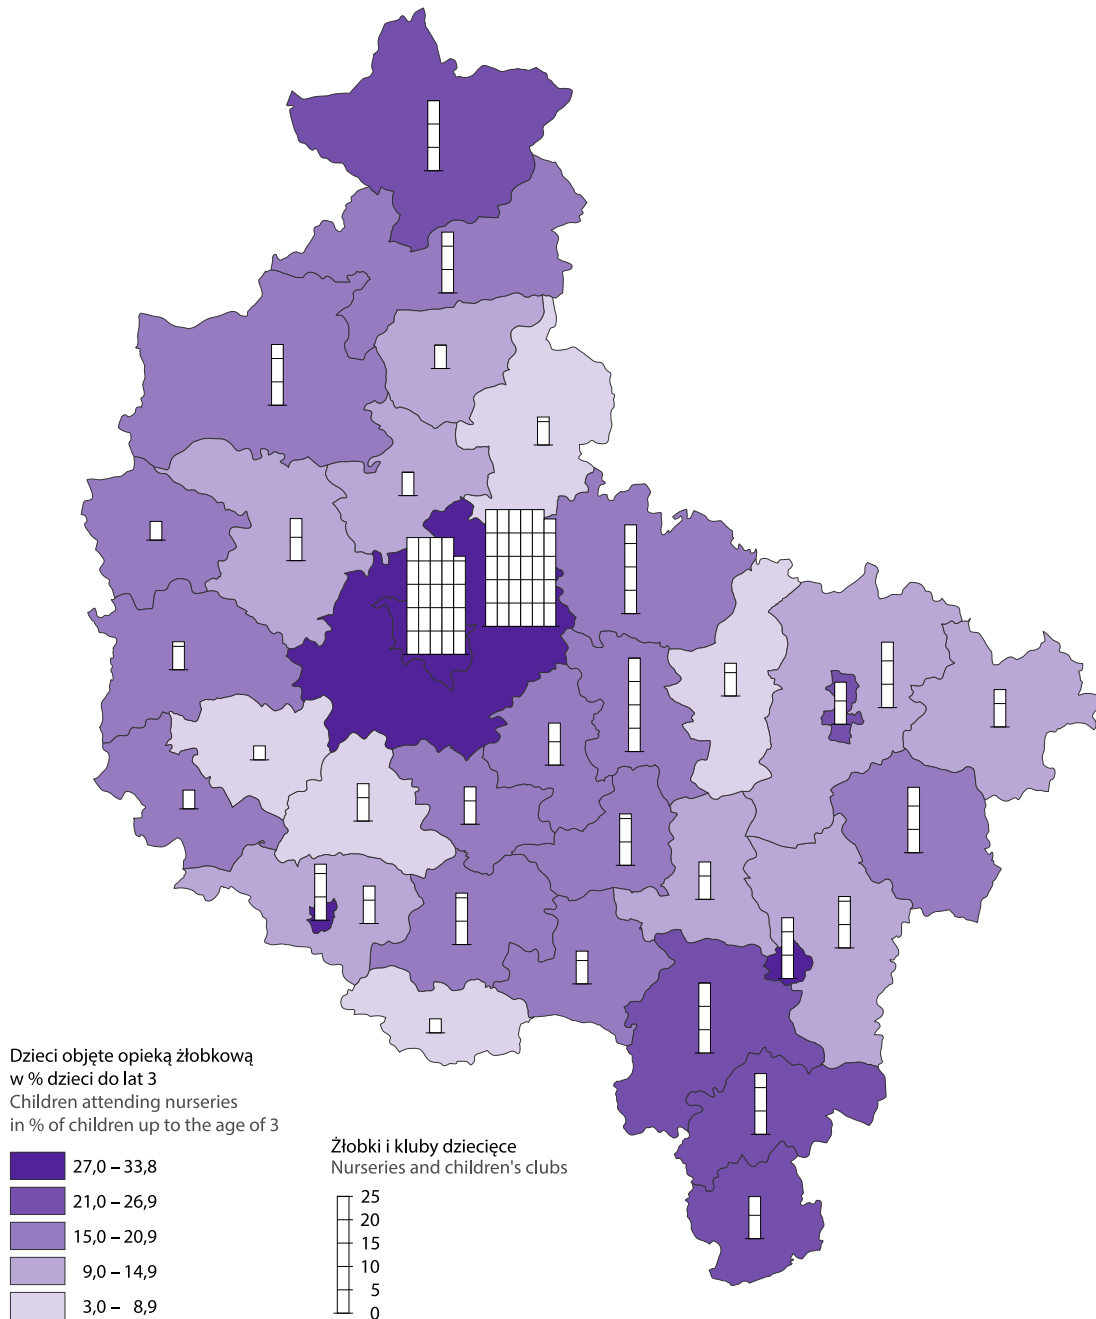 Dzieci objęte opieką żłobkową
w % dzieci do lat 3
Children attending nurseries
in % of children up to the age of 3
27,0 – 33,8
21,0 – 26,9
15,0 – 20,9
9,0 – 14,9
3,0 – 8,9
Żłobki i kluby dziecięce
Nurseries and children's clubs
25
20
15
10
5
0